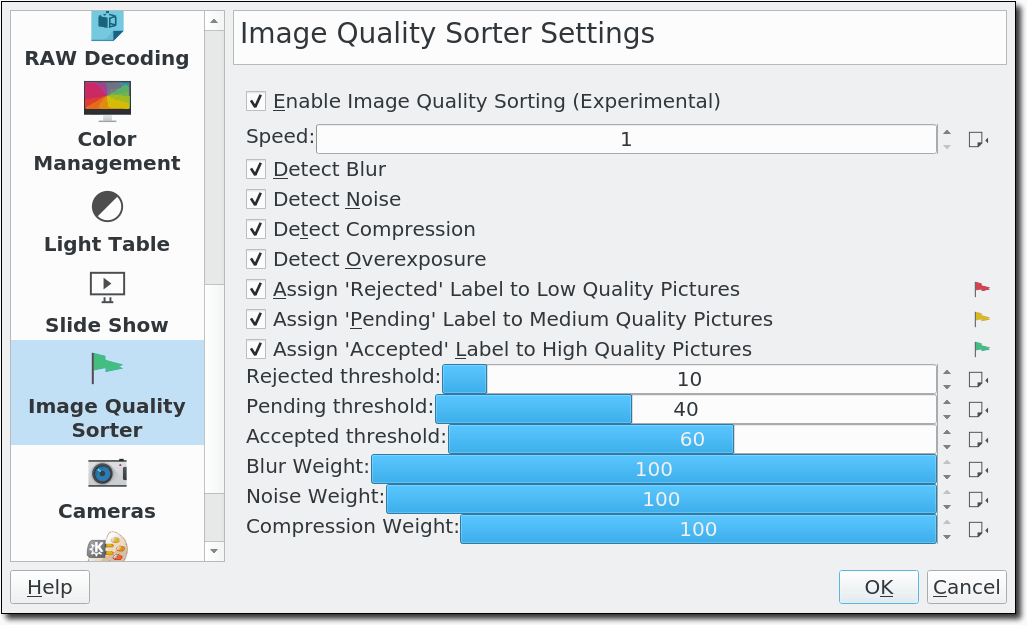 RAW Decoding
Color
Management
Light Table
Slide Show
Image Quality
Sorter
Cameras
Image Quality Sorter Settings
Enable Image Quality Sorting (Experimental)
Speed: 1
Detect Blur
Detect Noise
Detect Compression
Detect Overexposure
Assign 'Rejected' Label to Low Quality Pictures
Assign 'Pending' Label to Medium Quality Pictures
Assign 'Accepted' Label to High Quality Pictures
Rejected threshold: 10
Pending threshold: 40
Accepted threshold: 60
Blur Weight: 100
Noise Weight: 100
Compression Weight: 100
Help
OK
Cancel